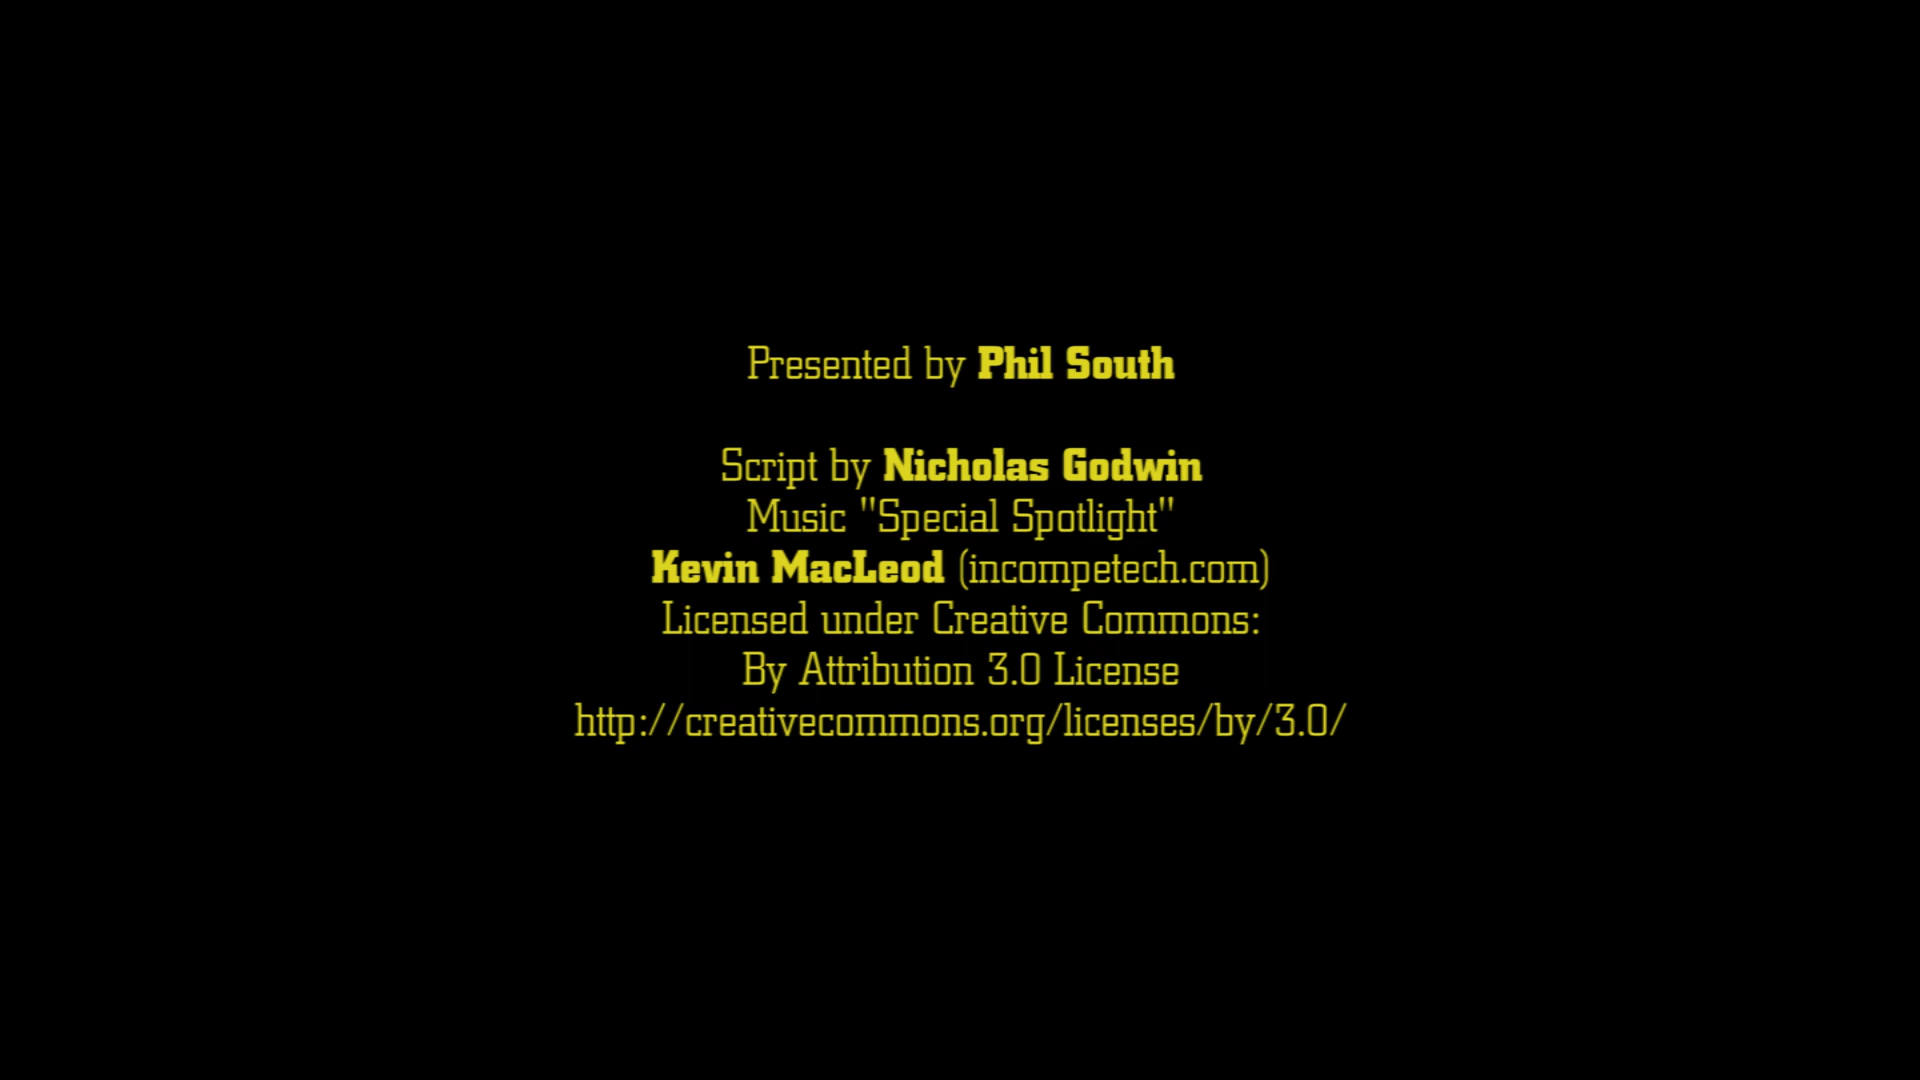 Presented by Phil South
Script by Nicholas Godwin
Music "Special Spotlight"
Kevin MacLeod (incompetech.com)
Licensed under Creative Commons:
By Attribution 3.0 License
http://creativecommons.org/licenses/by/3.0/